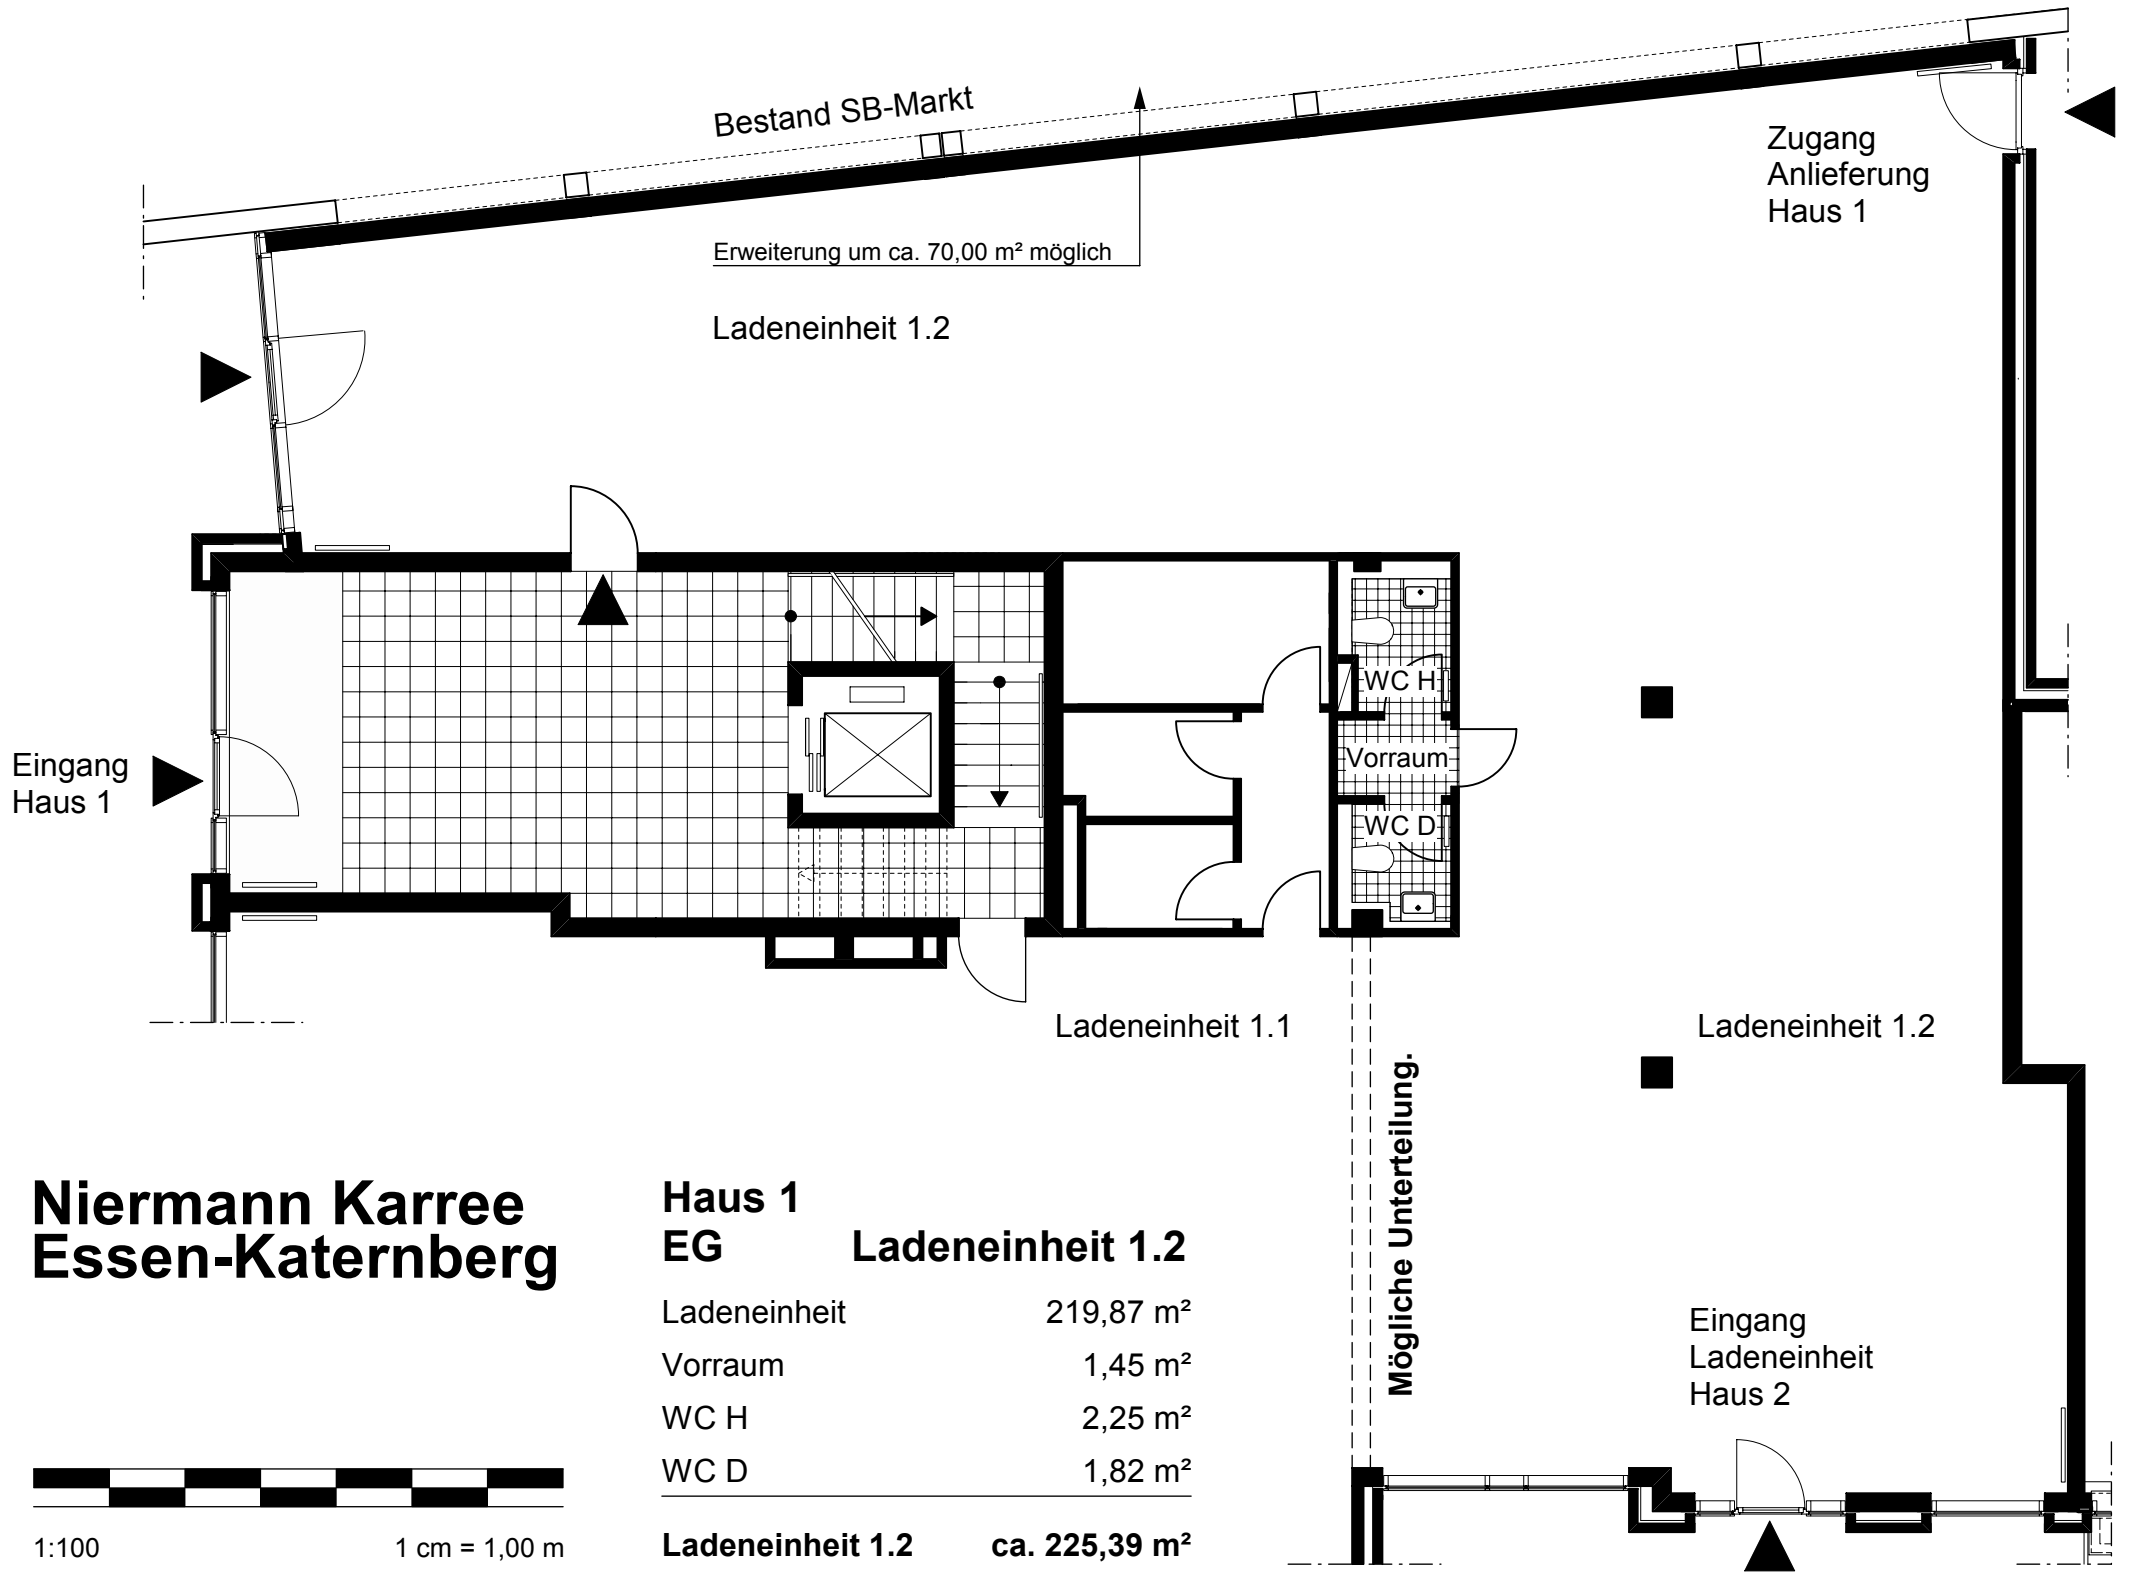 Bestand SB-Markt
Zugang
Anlieferung
Haus 1
Erweiterung um ca. 70,00 m² möglich
Ladeneinheit 1.2
WC H
Vorraum
WC D
Eingang
Haus 1
Ladeneinheit 1.1
Ladeneinheit 1.2
Mögliche Unterteilung.
Niermann Karree
Essen-Katernberg
Haus 1
EG Ladeneinheit 1.2
Ladeneinheit 219,87 m²
Vorraum 1,45 m²
WC H 2,25 m²
WC D 1,82 m²
Ladeneinheit 1.2 ca. 225,39 m²
Eingang
Ladeneinheit
Haus 2
1:100 1 cm = 1,00 m